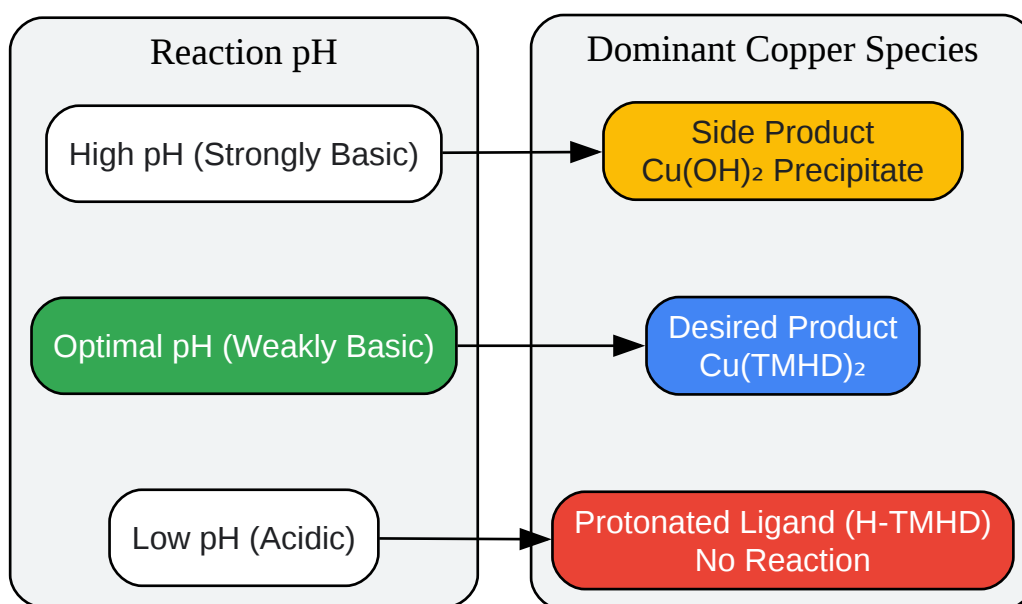 Reaction pH
High pH (Strongly Basic)
Optimal pH (Weakly Basic)
Low pH (Acidic)
Dominant Copper Species
Side Product
Cu(OH)₂ Precipitate
Desired Product
Cu(TMHD)₂
Protonated Ligand (H-TMHD)
No Reaction